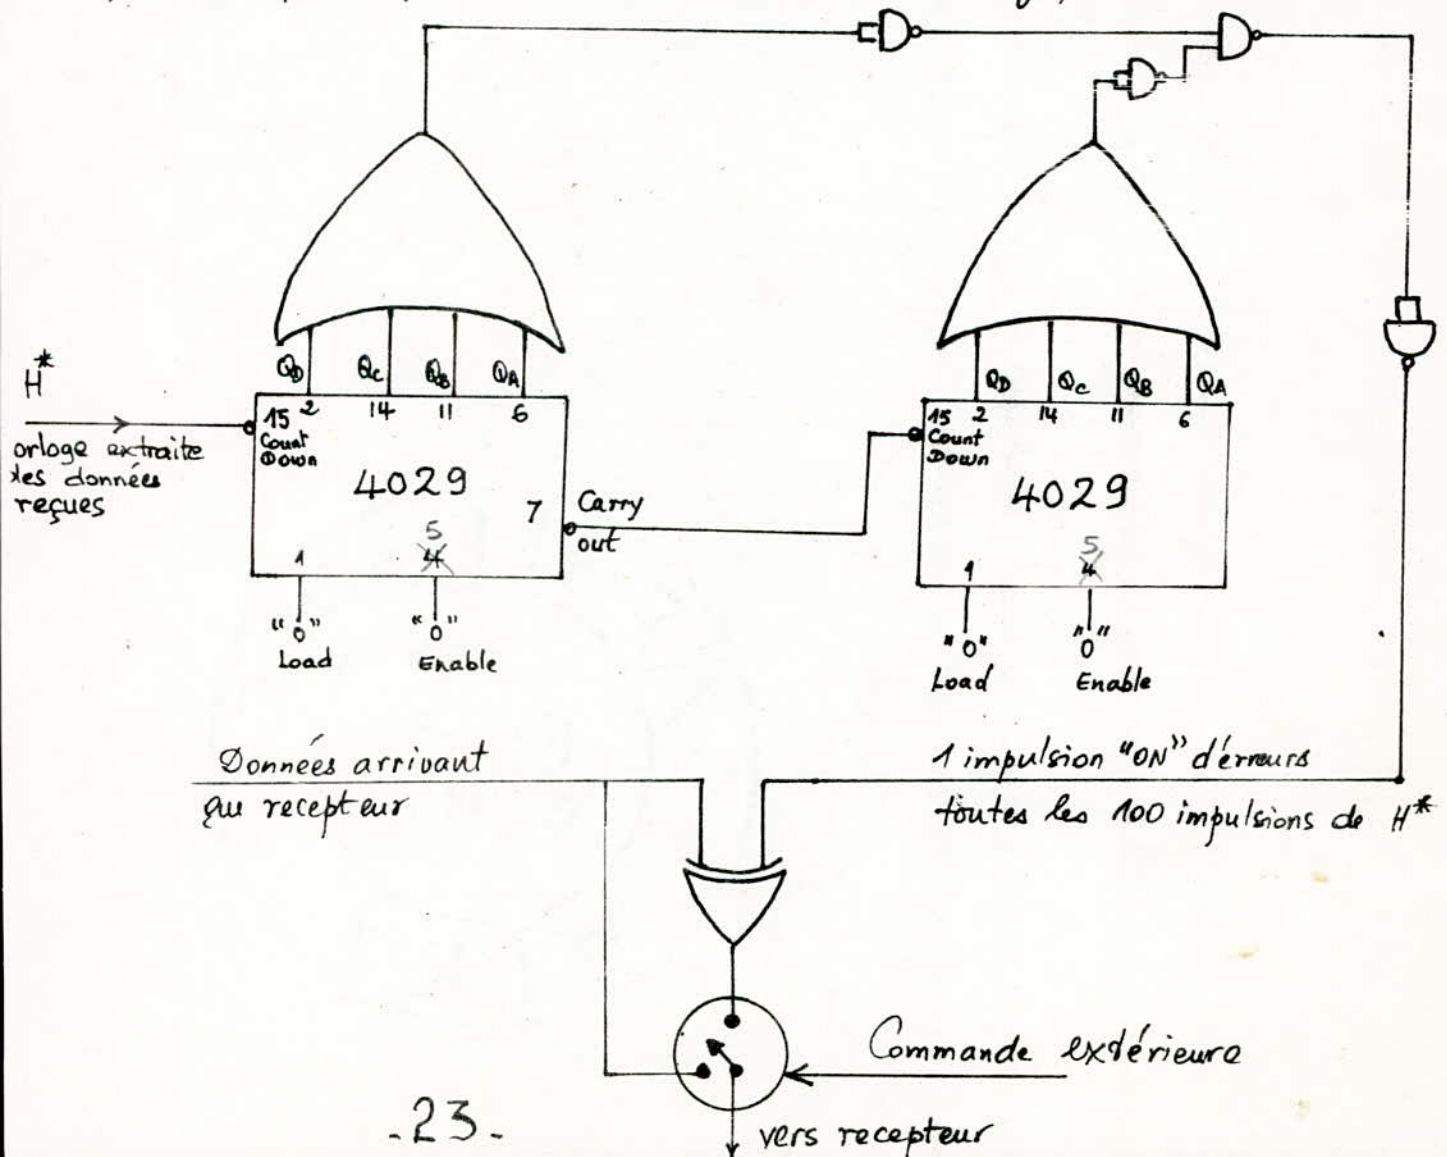 H*
orloge extraite
des données
reçues
QD QC QB QA
15 2 14 11 6
Count
Down
4029
7 Carry
out
1 5 4
"0" "0"
Load Enable
QD QC QB QA
15 2 14 11 6
Count
Down
4029
1 5 4
"0" "0"
Load Enable
Données arrivant
au recepteur
1 impulsion "ON" d'érreurs
toutes les 100 impulsions de H*
Commande extérieure
vers recepteur
-23-